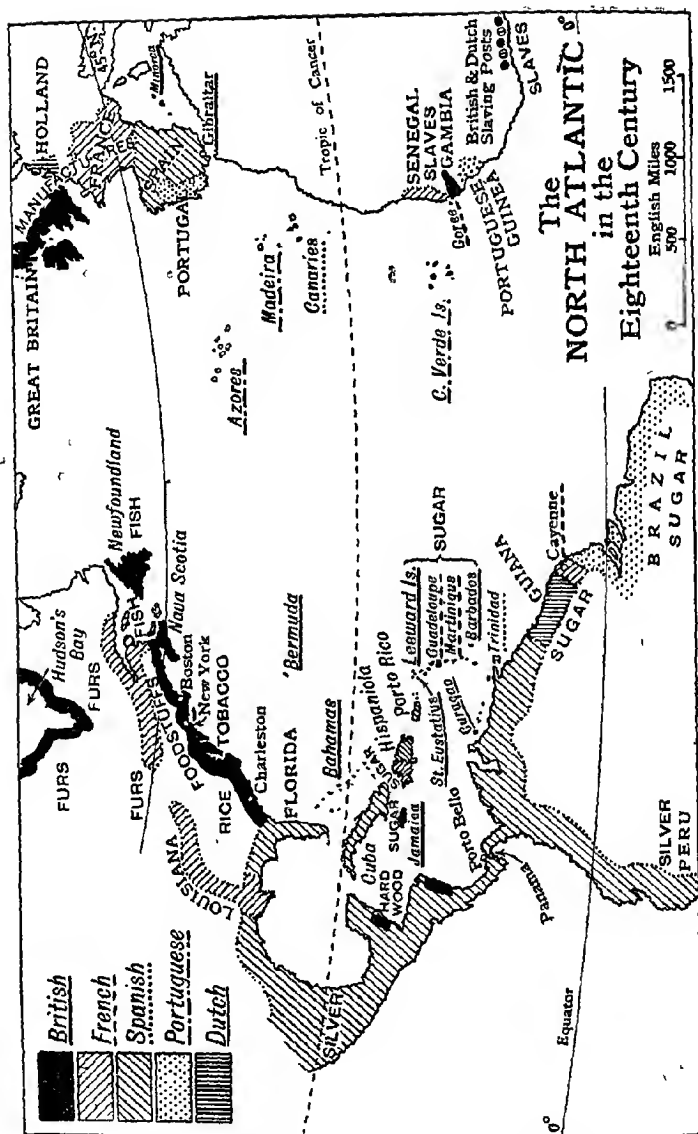 The
NORTH ATLANTIC
in the
Eighteenth Century
English Miles
0 500 1000 1500
British
French
Spanish
Portuguese
Dutch
GREAT BRITAIN
HOLLAND
FRANCE
SPAIN
PORTUGAL
Gibraltar
Minorca
45° N.
Hudson's
Bay
FURS
FURS
FURS
Newfoundland
FISH
FISH
Nova Scotia
FOODSTUFFS
Boston
New York
TOBACCO
RICE
Charleston
LOUISIANA
FLORIDA
Bermuda
Bahamas
Azores
Madeira
Canaries
Tropic of Cancer
SILVER
Cuba
HARD
WOOD
SUGAR
SUGAR
Hispaniola
Porto Rico
Jamaica
Leeward Is.
Guadeloupe
Martinique
Barbados
SUGAR
St. Eustatius
Curaçao
Trinidad
Porto Bello
Panama
C. Verde Is.
SENEGAL
SLAVES
GAMBIA
Goree
PORTUGUESE
GUINEA
British & Dutch
Slaving Posts
SLAVES
GUIANA
SUGAR
Cayenne
BRAZIL
SUGAR
SILVER
PERU
Equator
0°
0°